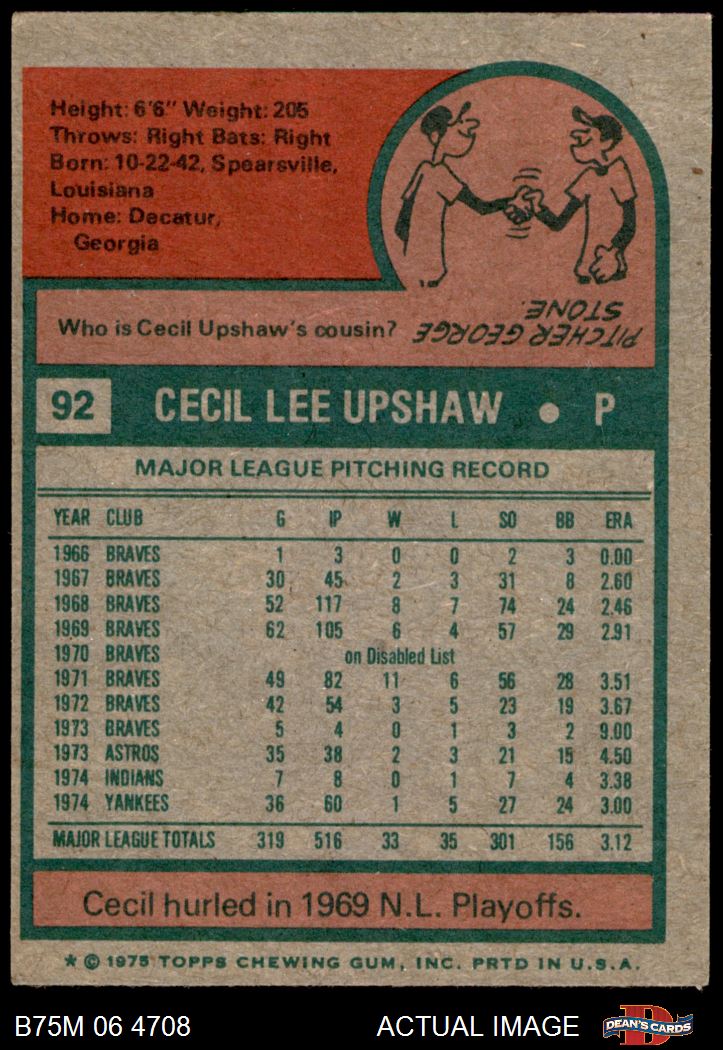 Height: 6'6" Weight: 205
Throws: Right Bats: Right
Born: 10-22-42, Spearsville,
Louisiana
Home: Decatur,
Georgia
Who is Cecil Upshaw's cousin?
PITCHER GEORGE
STONE.
92 CECIL LEE UPSHAW • P
MAJOR LEAGUE PITCHING RECORD
YEAR CLUB G IP W L SO BB ERA
1966 BRAVES 1 3 0 0 2 3 0.00
1967 BRAVES 30 45 2 3 31 8 2.60
1968 BRAVES 52 117 8 7 74 24 2.46
1969 BRAVES 62 105 6 4 57 29 2.91
1970 BRAVES on Disabled List
1971 BRAVES 49 82 11 6 56 28 3.51
1972 BRAVES 42 54 3 5 23 19 3.67
1973 BRAVES 5 4 0 1 3 2 9.00
1973 ASTROS 35 38 2 3 21 15 4.50
1974 INDIANS 7 8 0 1 7 4 3.38
1974 YANKEES 36 60 1 5 27 24 3.00
MAJOR LEAGUE TOTALS 319 516 33 35 301 156 3.12
Cecil hurled in 1969 N.L. Playoffs.
* © 1975 TOPPS CHEWING GUM, INC. PRTD IN U.S.A.
B75M 06 4708 ACTUAL IMAGE D DEAN'S CARDS